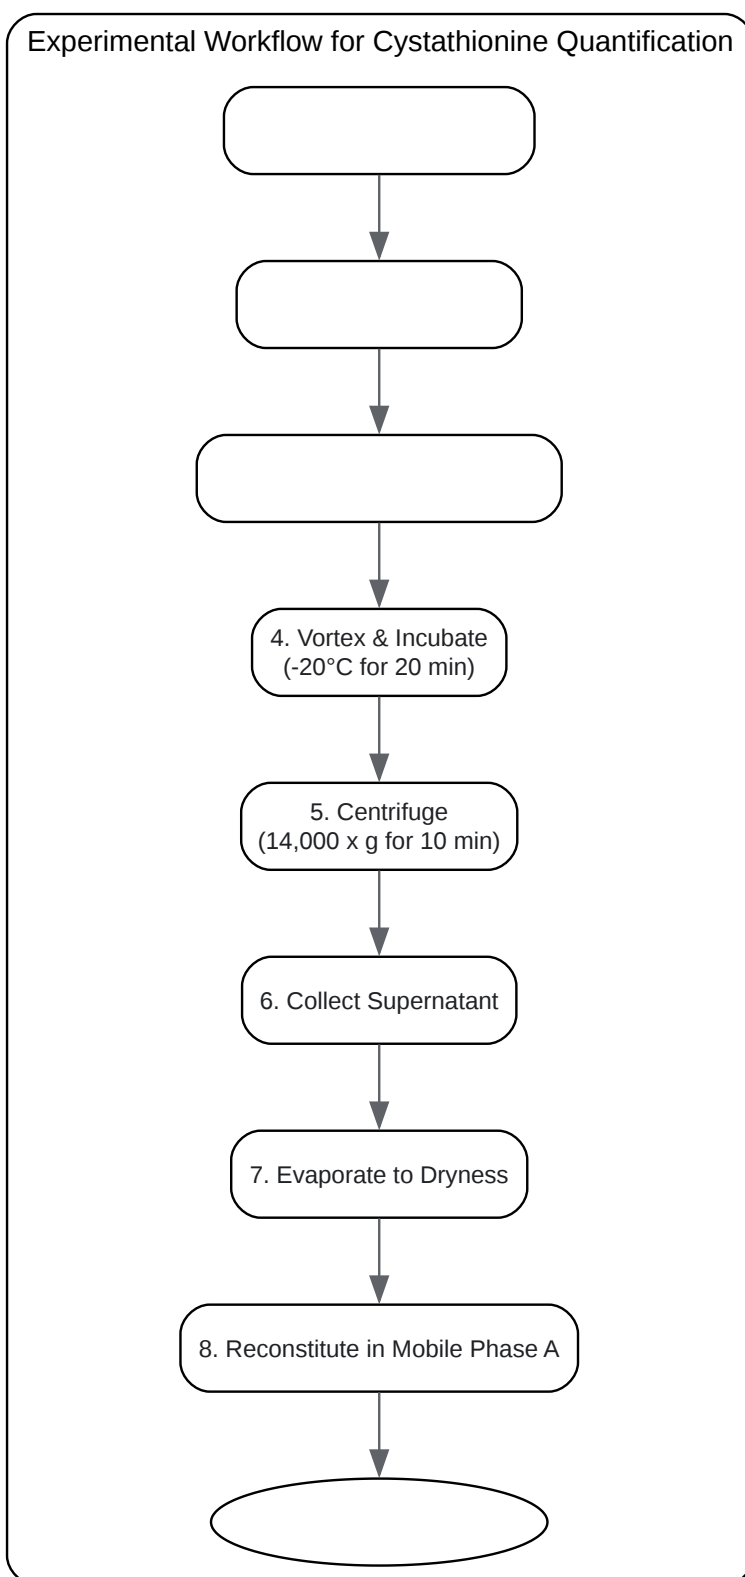 Experimental Workflow for Cystathionine Quantification
4. Vortex & Incubate
(-20°C for 20 min)
5. Centrifuge
(14,000 x g for 10 min)
6. Collect Supernatant
7. Evaporate to Dryness
8. Reconstitute in Mobile Phase A